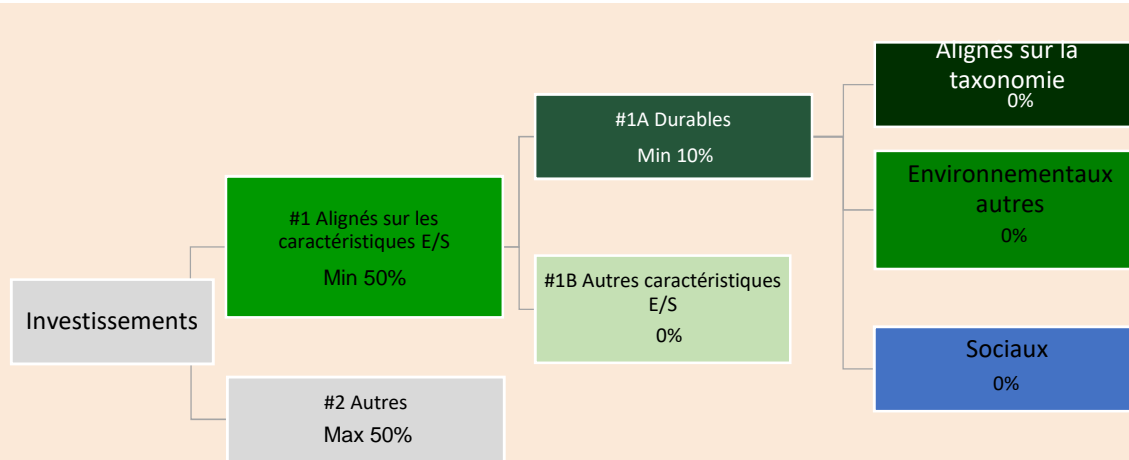 Investissements
#1 Alignés sur les
caractéristiques E/S
Min 50%
#2 Autres
Max 50%
#1A Durables
Min 10%
#1B Autres caractéristiques
E/S
0%
Alignés sur la
taxonomie
0%
Environnementaux
autres
0%
Sociaux
0%